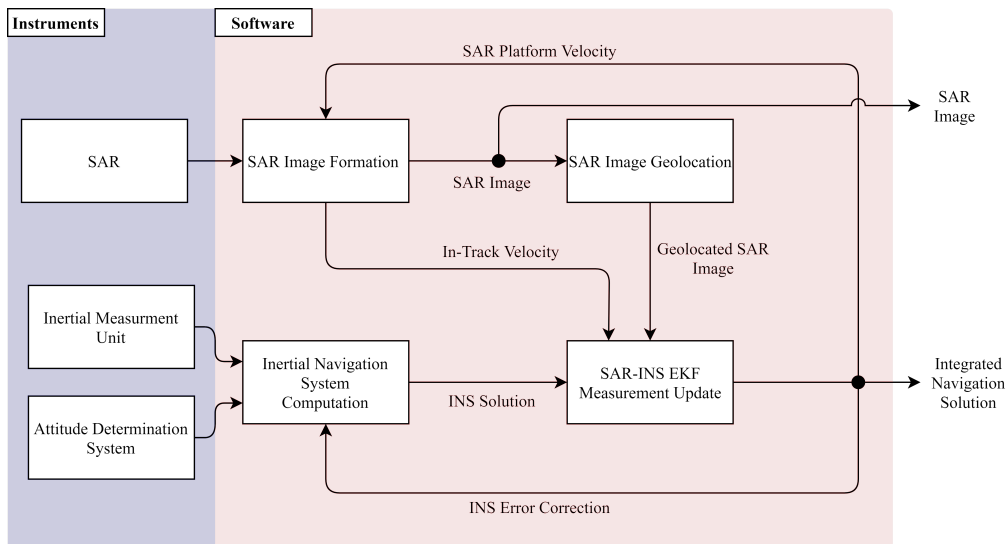 Instruments
Software
SAR Platform Velocity
SAR
Image
SAR
SAR Image Formation
SAR Image Geolocation
SAR Image
In-Track Velocity
Geolocated SAR
Image
Inertial Measurment
Unit
Inertial Navigation
System
Computation
SAR-INS EKF
Measurement Update
Integrated
Navigation
Solution
INS Solution
Attitude Determination
System
INS Error Correction